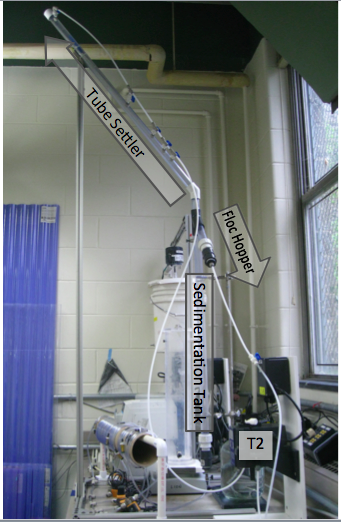 Tube Settler
Floc Hopper
Sedimentation Tank
T2